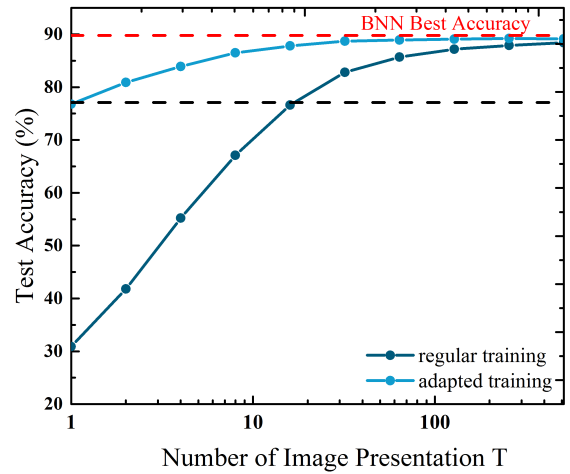 BNN Best Accuracy
90
80
70
60
50
40
30
20
Test Accuracy (%)
regular training
adapted training
1 10 100
Number of Image Presentation T